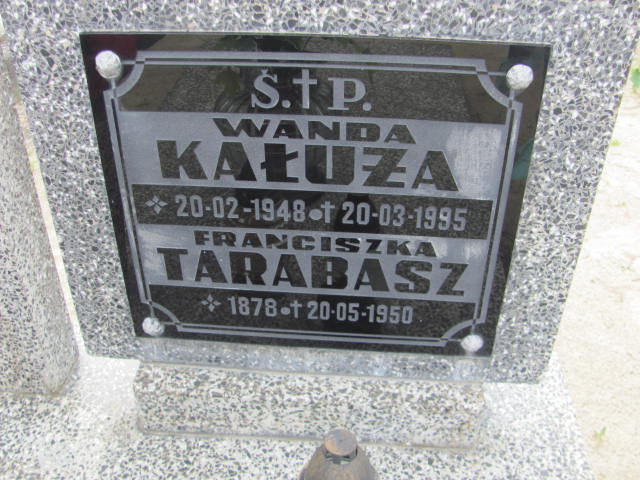 Ś.†P.
WANDA
KAŁUŻA
* 20-02-1948 • † 20-03-1995
FRANCISZKA
TARABASZ
* 1878 • † 20-05-1950